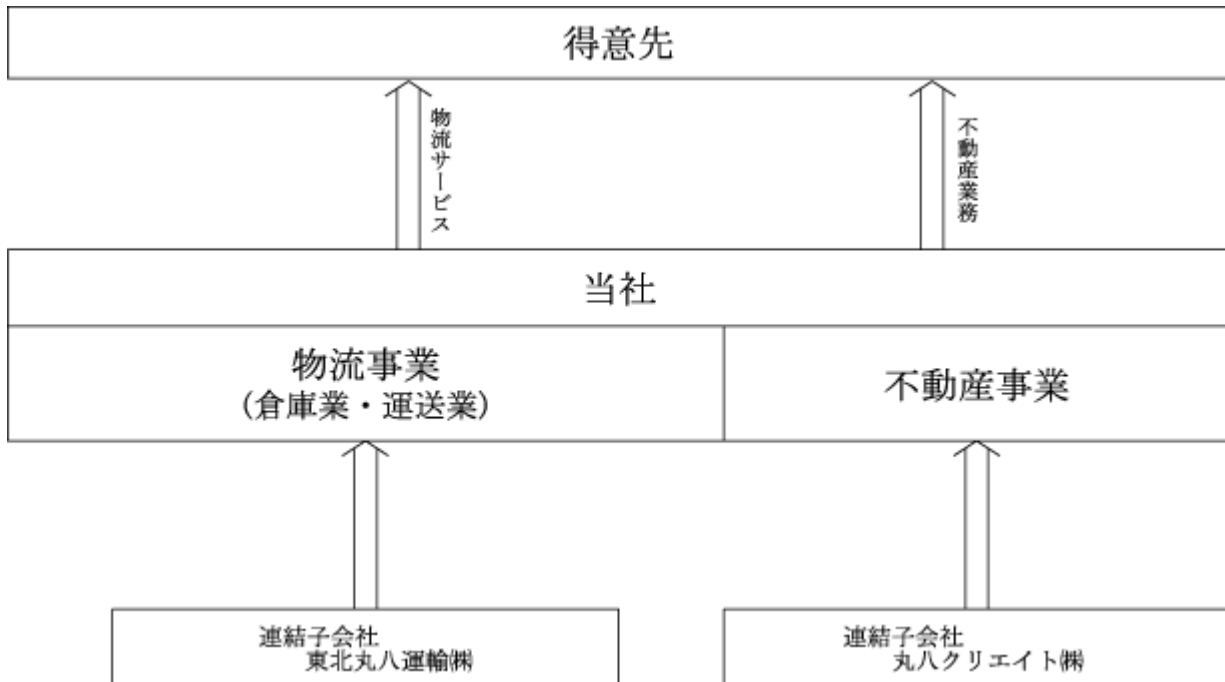 得意先
物流サービス
不動産業務
当社
物流事業
(倉庫業・運送業)
不動産事業
連結子会社
東北丸八運輸㈱
連結子会社
丸八クリエイト㈱